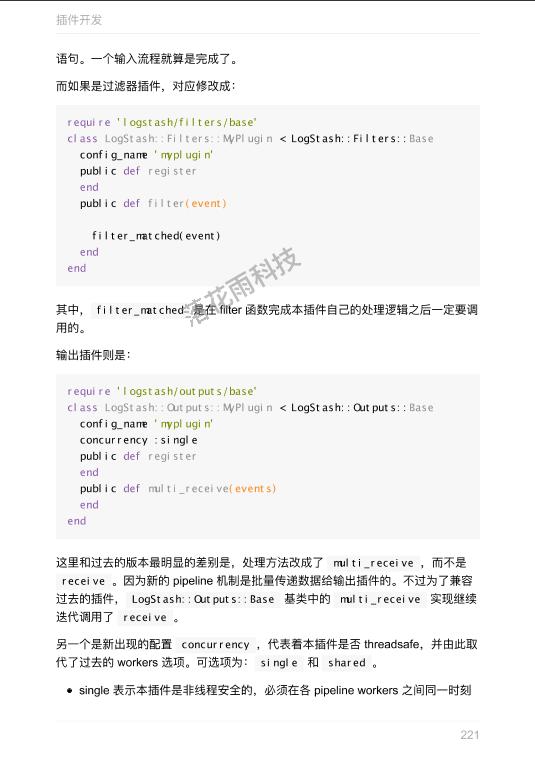 插件开发
语句。一个输入流程就算是完成了。
而如果是过滤器插件，对应修改成：
require 'logstash/filters/base'
class LogStash::Filters::MyPlugin < LogStash::Filters::Base
config_name 'myplugin'
public def register
end
public def filter(event)
filter_matched(event)
end
end
落花雨科技
其中， filter_matched 是在 filter 函数完成本插件自己的处理逻辑之后一定要调
用的。
输出插件则是：
require 'logstash/outputs/base'
class LogStash::Outputs::MyPlugin < LogStash::Outputs::Base
config_name 'myplugin'
concurrency :single
public def register
end
public def multi_receive(events)
end
end
这里和过去的版本最明显的差别是，处理方法改成了 multi_receive ，而不是
receive 。因为新的 pipeline 机制是批量传递数据给输出插件的。不过为了兼容
过去的插件， LogStash::Outputs::Base 基类中的 multi_receive 实现继续
迭代调用了 receive 。
另一个是新出现的配置 concurrency ，代表着本插件是否 threadsafe，并由此取
代了过去的 workers 选项。可选项为： single 和 shared 。
• single 表示本插件是非线程安全的，必须在各 pipeline workers 之间同一时刻
221